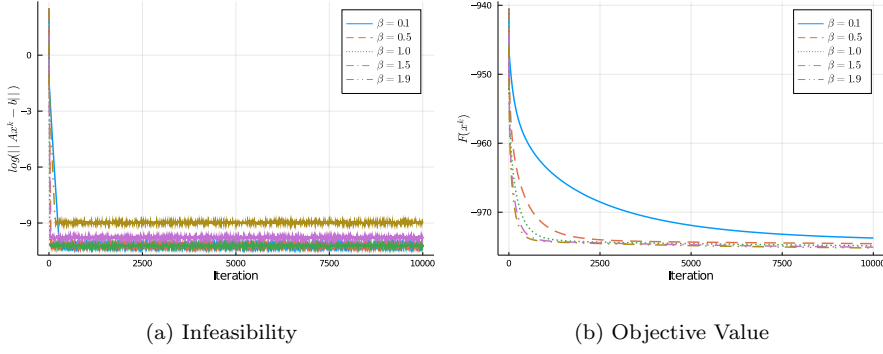 0
−3
−6
−9
0
2500
5000
7500
10000
Iteration
log(|| Ax^k − b||)
β = 0.1
β = 0.5
β = 1.0
β = 1.5
β = 1.9
−940
−950
−960
−970
0
2500
5000
7500
10000
Iteration
F(x^k)
β = 0.1
β = 0.5
β = 1.0
β = 1.5
β = 1.9
(a) Infeasibility
(b) Objective Value